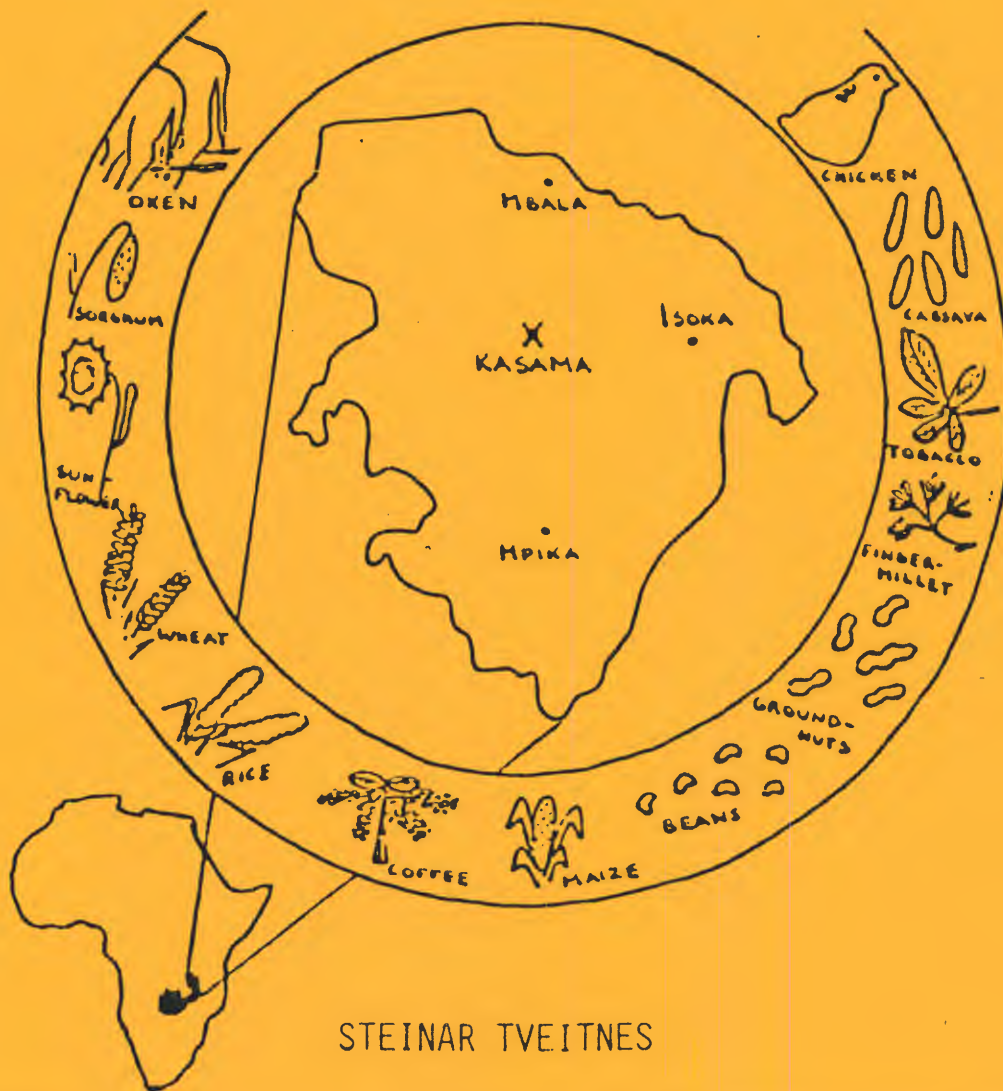 OXEN
CHICKEN
MBALA
SORGHUM
ISOKA
CASSAVA
KASAMA
TOBACCO
SUN-
FLOWER
FINGER-
MILLET
MPIKA
WHEAT
GROUND-
NUTS
RICE
BEANS
COFFEE
MAIZE
STEINAR TVEITNES